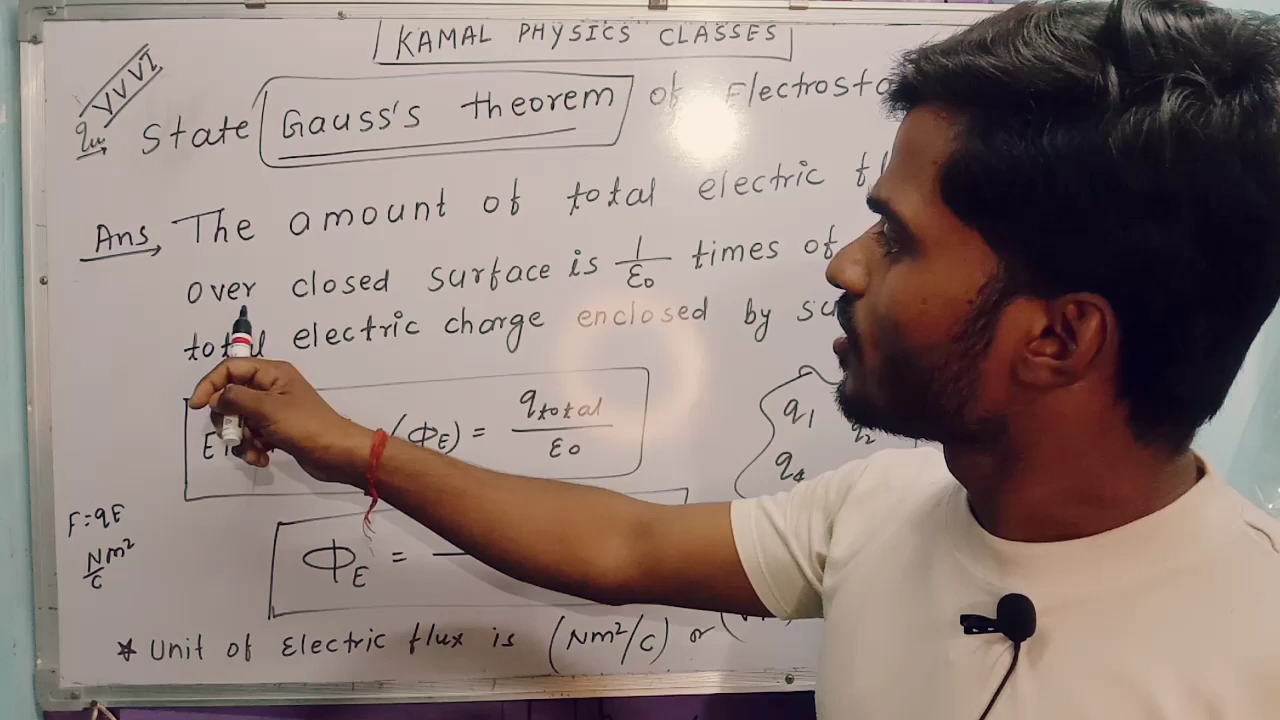 KAMAL PHYSICS CLASSES
VVVI
Qu State Gauss's theorem of Electrosta
Ans The amount of total electric
over closed surface is 1/ε0 times of
total electric charge enclosed by
(ΦE) = qtotal/ε0
q1
q2
q4
F=qE
Nm²/C
ΦE =
* Unit of Electric flux is (Nm²/C) or